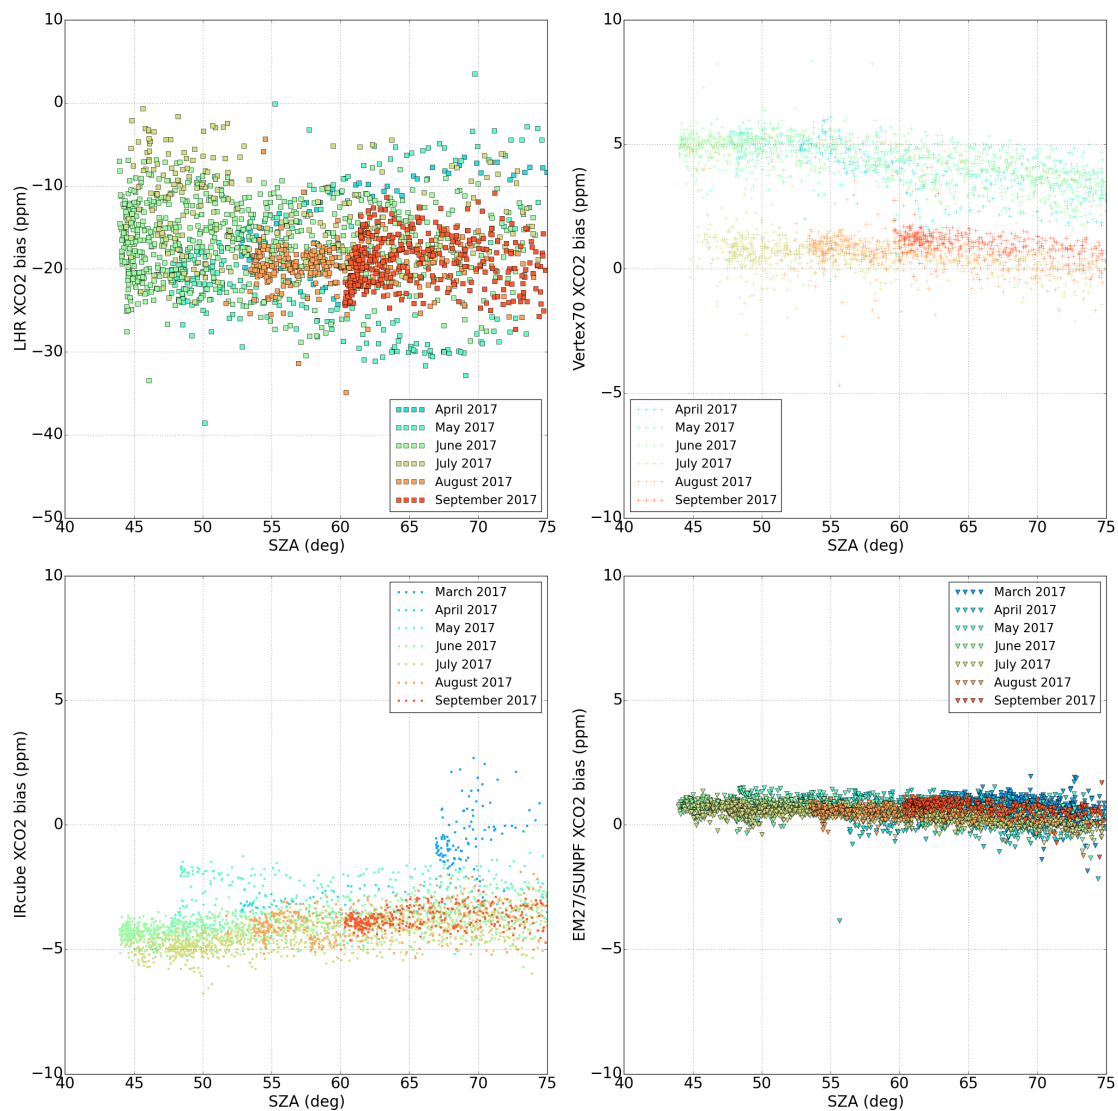 10
0
−10
−20
−30
−40
−50
LHR XCO2 bias (ppm)
April 2017
May 2017
June 2017
July 2017
August 2017
September 2017
40 45 50 55 60 65 70 75
SZA (deg)
10
5
0
−5
−10
Vertex70 XCO2 bias (ppm)
April 2017
May 2017
June 2017
July 2017
August 2017
September 2017
40 45 50 55 60 65 70 75
SZA (deg)
10
5
0
−5
−10
IRcube XCO2 bias (ppm)
March 2017
April 2017
May 2017
June 2017
July 2017
August 2017
September 2017
40 45 50 55 60 65 70 75
SZA (deg)
10
5
0
−5
−10
EM27/SUNPF XCO2 bias (ppm)
March 2017
April 2017
May 2017
June 2017
July 2017
August 2017
September 2017
40 45 50 55 60 65 70 75
SZA (deg)